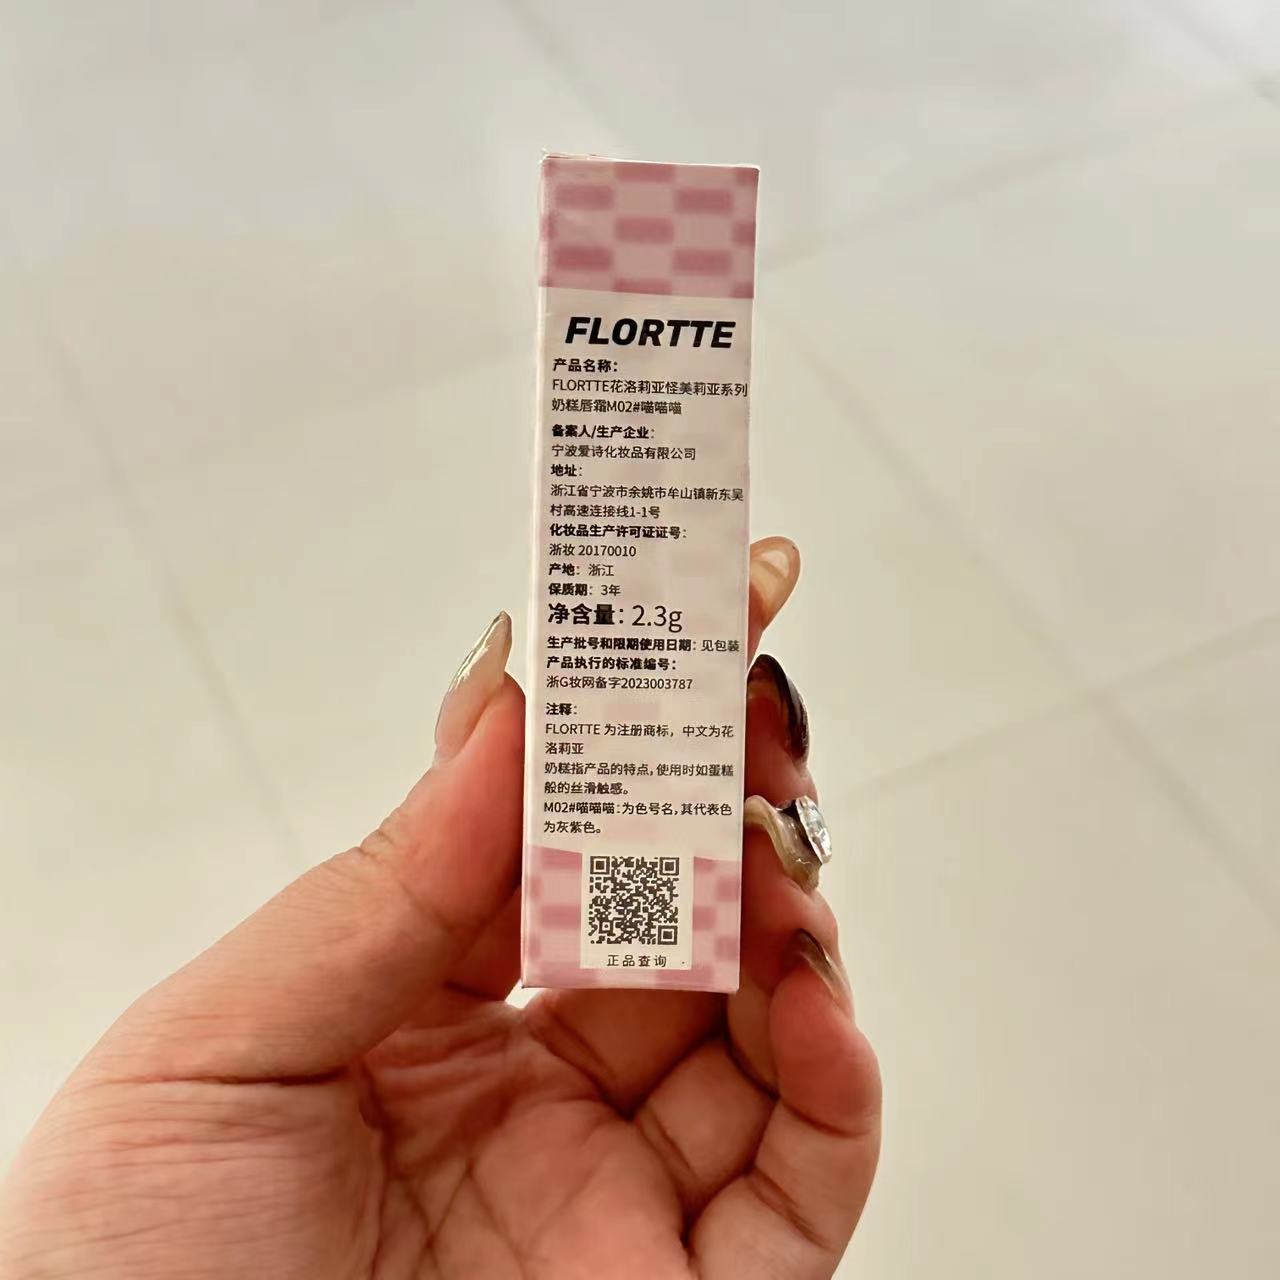 FLORTTE
产品名称：
FLORTTE花洛莉亚怪美莉亚系列
奶糕唇霜M02#喵喵喵
备案人/生产企业：
宁波爱诗化妆品有限公司
地址：
浙江省宁波市余姚市牟山镇新东吴
村高速连接线1-1号
化妆品生产许可证证号：
浙妆 20170010
产地：浙江
保质期：3年
净含量：2.3g
生产批号和限期使用日期：见包装
产品执行的标准编号：
浙G妆网备字2023003787
注释：
FLORTTE 为注册商标，中文为花
洛莉亚
奶糕指产品的特点，使用时如蛋糕
般的丝滑触感。
M02#喵喵喵：为色号名，其代表色
为灰紫色。
正品查询